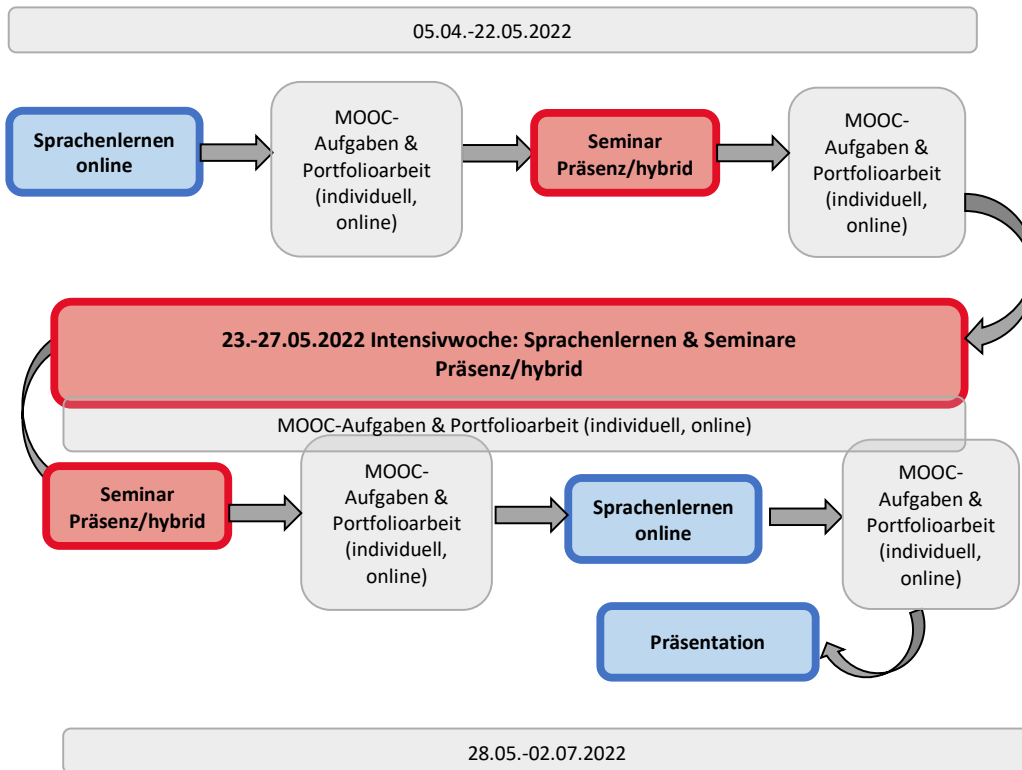 05.04.-22.05.2022
Sprachenlernen
online
MOOC-
Aufgaben &
Portfolioarbeit
(individuell,
online)
Seminar
Präsenz/hybrid
MOOC-
Aufgaben &
Portfolioarbeit
(individuell,
online)
23.-27.05.2022 Intensivwoche: Sprachenlernen & Seminare
Präsenz/hybrid
MOOC-Aufgaben & Portfolioarbeit (individuell, online)
Seminar
Präsenz/hybrid
MOOC-
Aufgaben &
Portfolioarbeit
(individuell,
online)
Sprachenlernen
online
MOOC-
Aufgaben &
Portfolioarbeit
(individuell,
online)
Präsentation
28.05.-02.07.2022